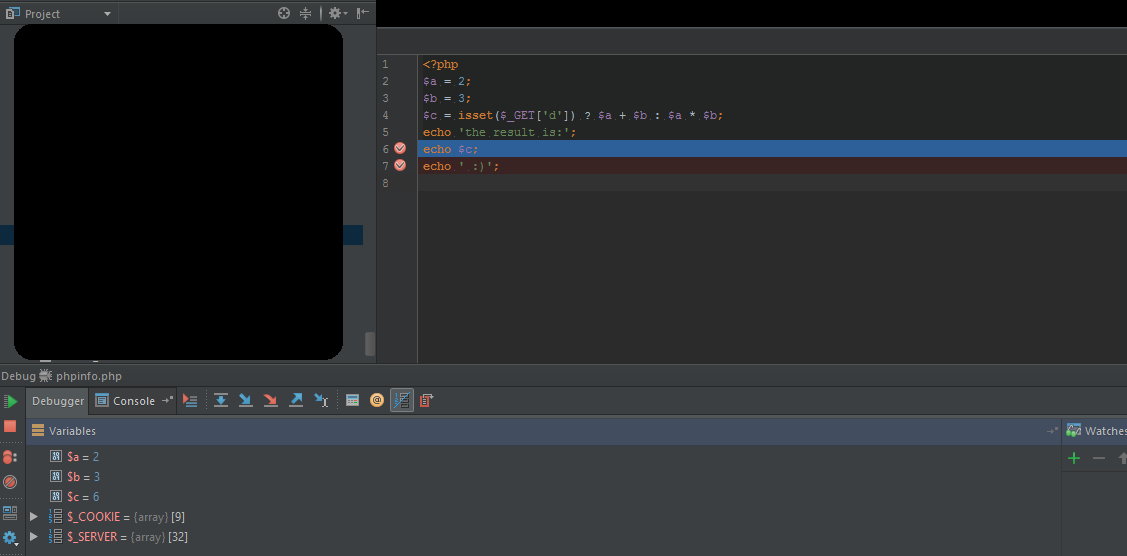 Project
1 <?php
2 $a = 2;
3 $b = 3;
4 $c = isset($_GET['d']) ? $a + $b : $a * $b;
5 echo 'the result is:';
6 echo $c;
7 echo ' :)';
8
Debug phpinfo.php
Debugger Console
Variables Watches
$a = 2
$b = 3
$c = 6
$_COOKIE = {array} [9]
$_SERVER = {array} [32]